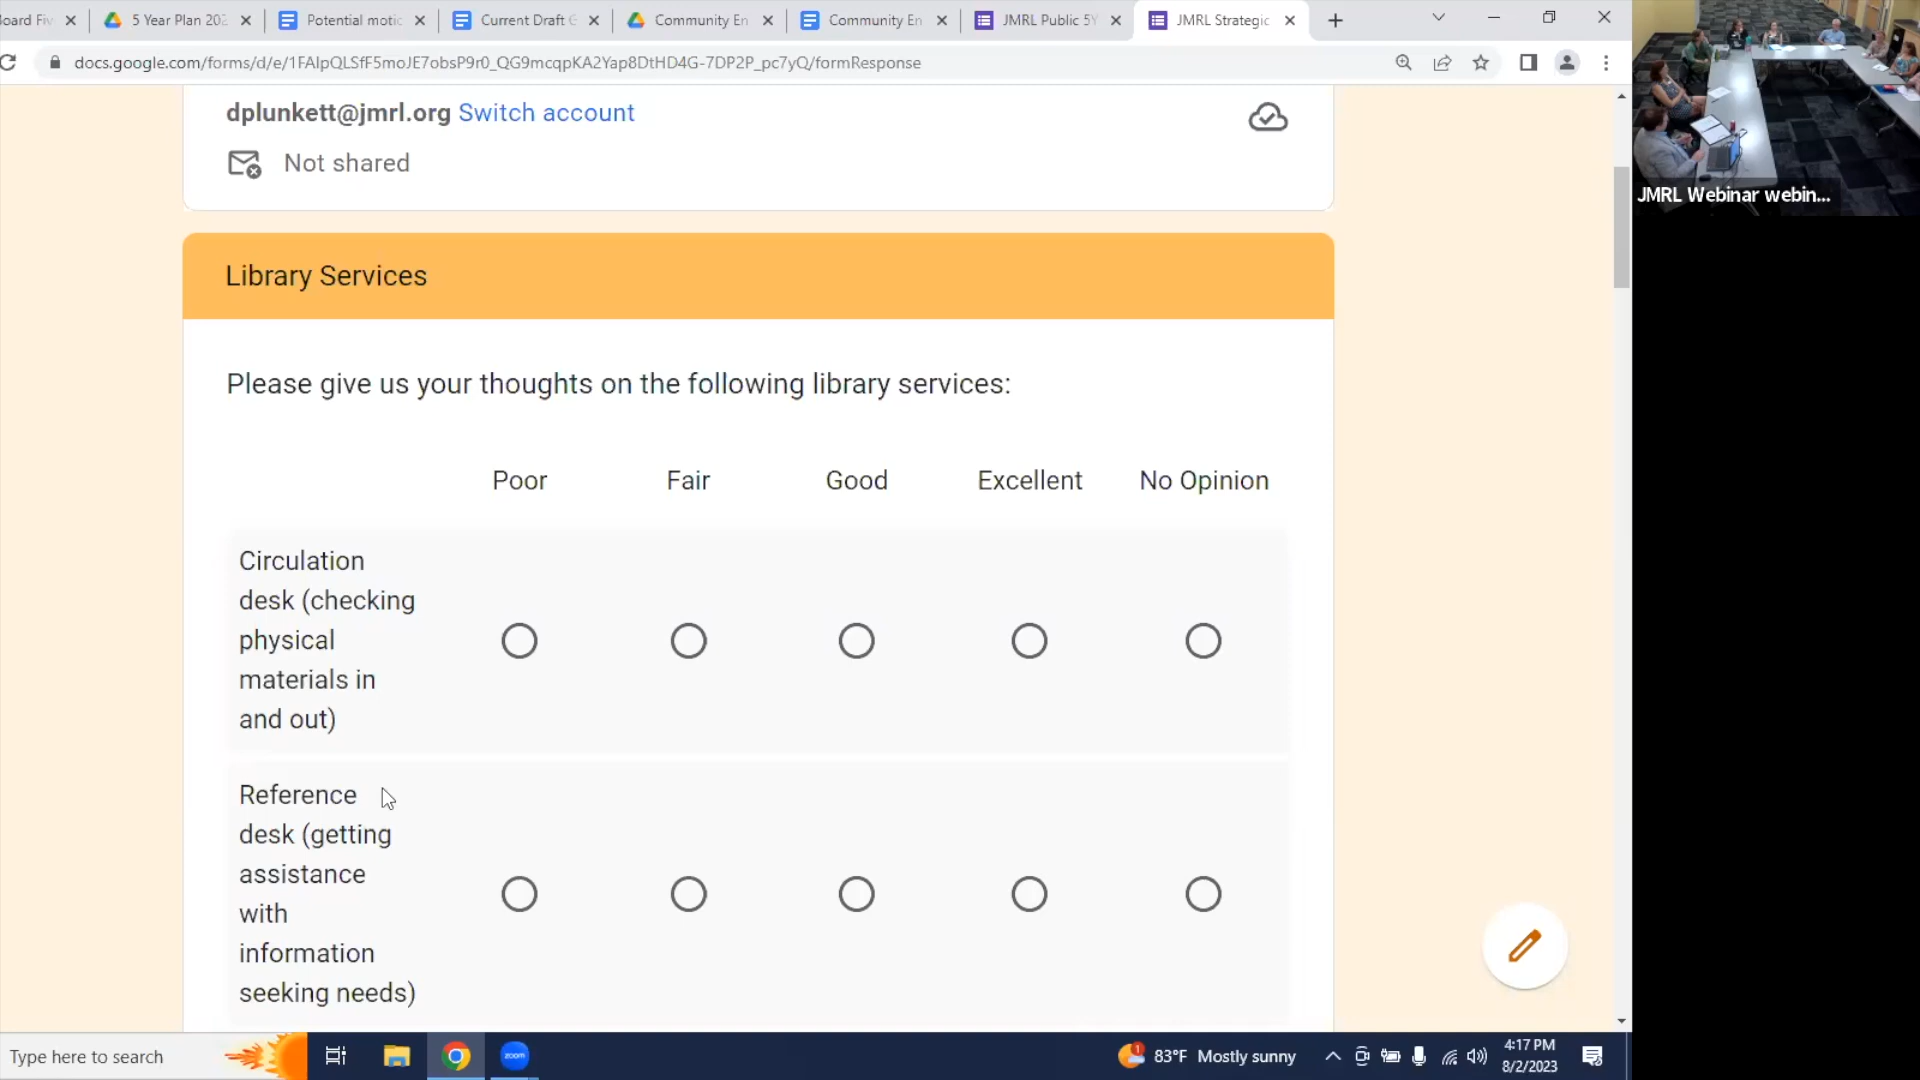 oard Fiv
5 Year Plan 202
Potential motic
Current Draft G
Community En
Community En
JMRL Public 5Y
JMRL Strategic
docs.google.com/forms/d/e/1FAIpQLSfF5moJE7obsP9r0_QG9mcqpKA2Yap8DtHD4G-7DP2P_pc7yQ/formResponse
dplunkett@jmrl.org Switch account
Not shared
JMRL Webinar webin...
Library Services
Please give us your thoughts on the following library services:
Poor Fair Good Excellent No Opinion
Circulation
desk (checking
physical
materials in
and out)
Reference
desk (getting
assistance
with
information
seeking needs)
Type here to search
zoom
1
83°F Mostly sunny
4:17 PM
8/2/2023